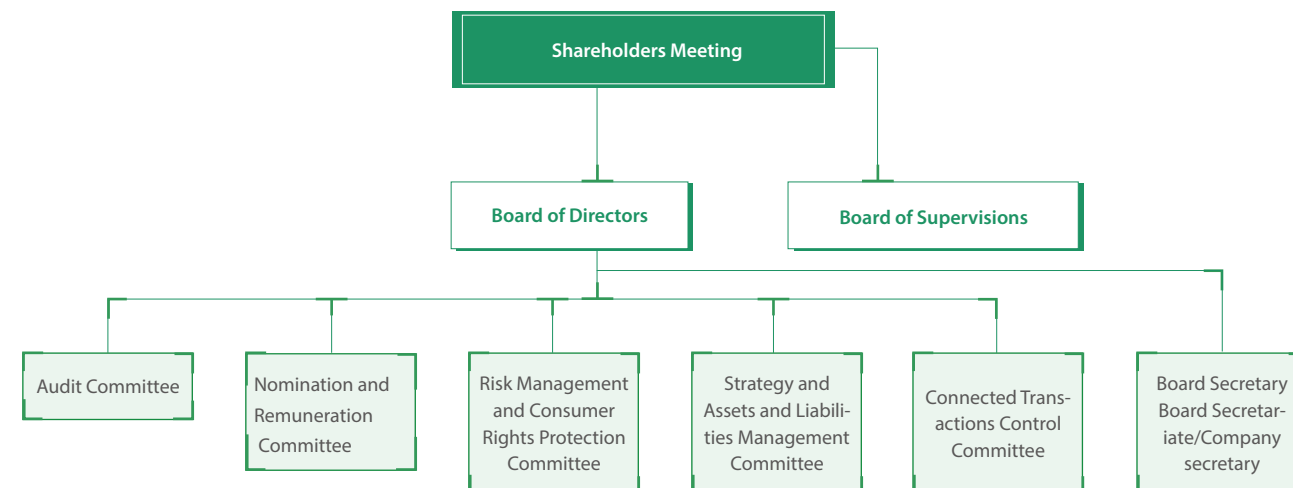 Shareholders Meeting
Board of Directors
Board of Supervisions
Audit Committee
Nomination and
Remuneration
Committee
Risk Management
and Consumer
Rights Protection
Committee
Strategy and
Assets and Liabili-
ties Management
Committee
Connected Trans-
actions Control
Committee
Board Secretary
Board Secretar-
iate/Company
secretary